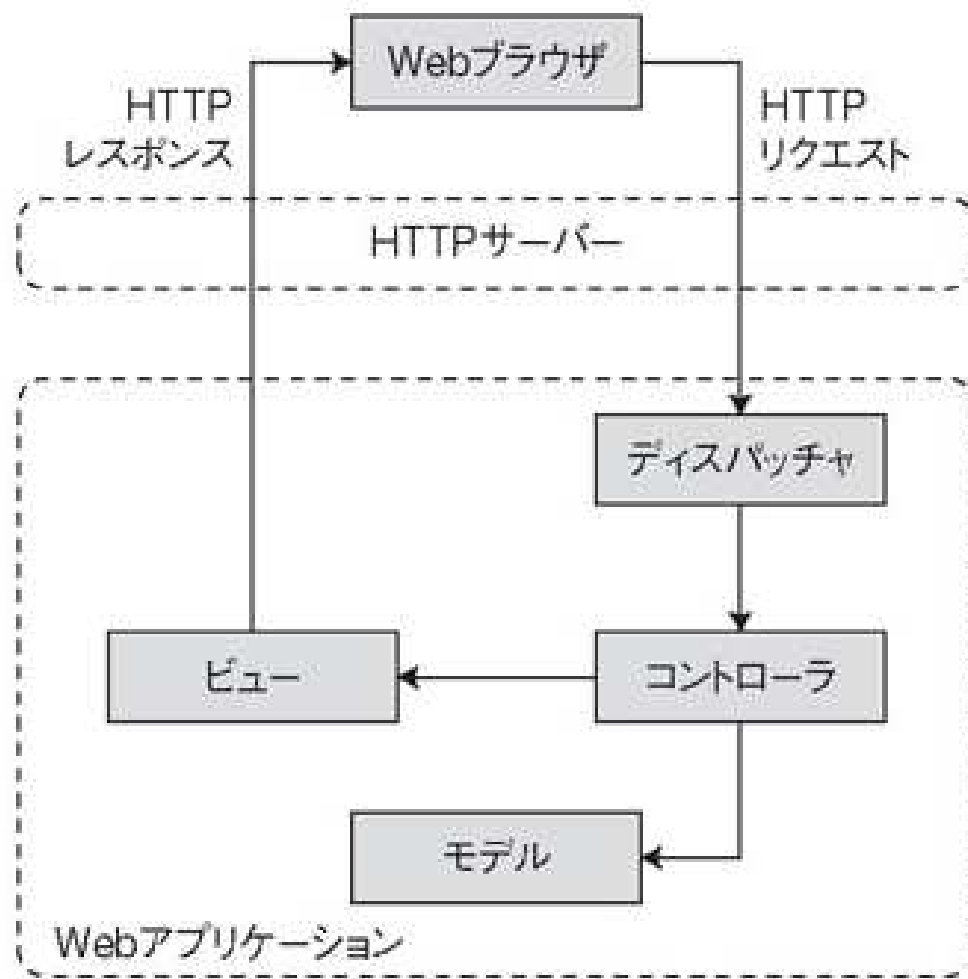 Webブラウザ
HTTP
レスポンス
HTTP
リクエスト
HTTPサーバー
ディスパッチャ
ビュー
コントローラ
モデル
Webアプリケーション